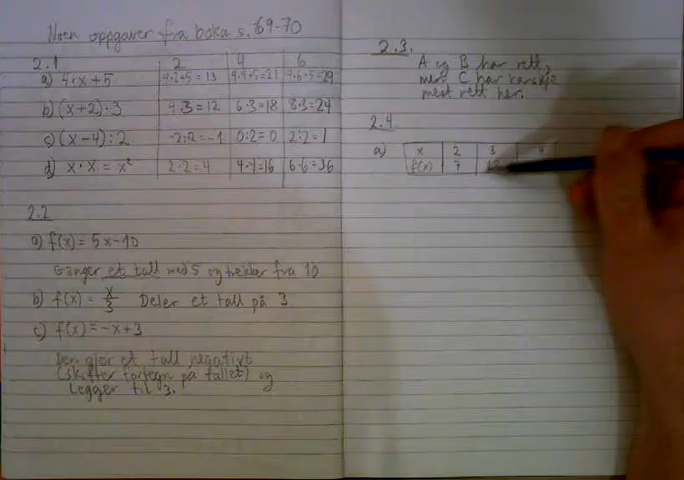 Noen oppgaver fra boka s. 69-70
2.1 2 4 6
a) 4·x+5 4·2+5=13 4·4+5=21 4·6+5=29
b) (x+2)·3 4·3=12 6·3=18 8·3=24
c) (x-4):2 -2:2=-1 0:2=0 2:2=1
d) x·x=x² 2·2=4 4·4=16 6·6=36
2.2
a) f(x)=5x-10
Ganger et tall med 5 og trekker fra 10
b) f(x)=x/3 Deler et tall på 3
c) f(x)=-x+3
Den gjør et tall negativt
(skifter fortegn på tallet) og
legger til 3.
2.3.
A og B har rett,
men C har kanskje
mest rett her.
2.4
a) x 2 3 4
f(x) 7